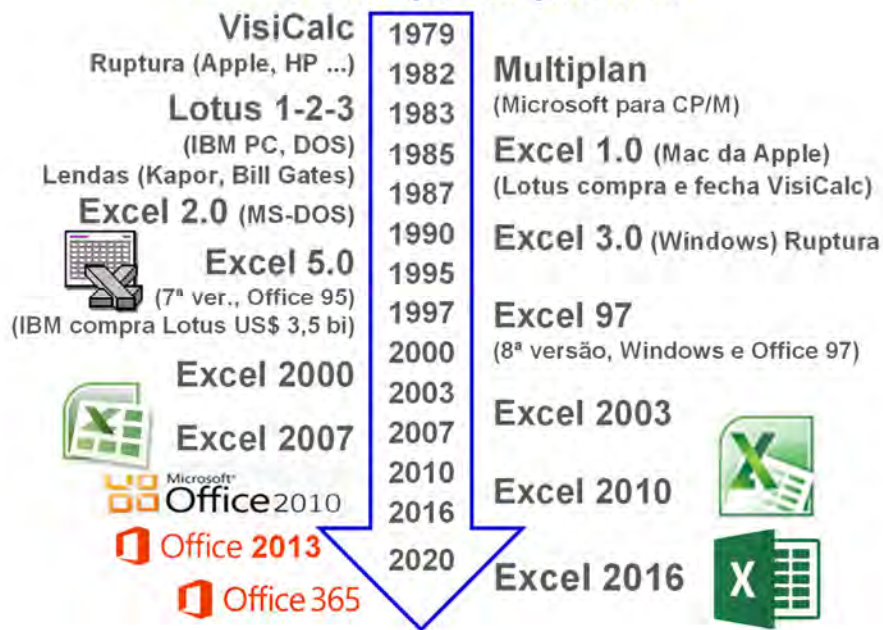 VisiCalc
Ruptura (Apple, HP ...)
Lotus 1-2-3
(IBM PC, DOS)
Lendas (Kapor, Bill Gates)
Excel 2.0 (MS-DOS)
Excel 5.0
(7ª ver., Office 95)
(IBM compra Lotus US$ 3,5 bi)
Excel 2000
Excel 2007
Microsoft®
Office 2010
Office 2013
Office 365
1979
1982
1983
1985
1987
1990
1995
1997
2000
2003
2007
2010
2016
2020
Multiplan
(Microsoft para CP/M)
Excel 1.0 (Mac da Apple)
(Lotus compra e fecha VisiCalc)
Excel 3.0 (Windows) Ruptura
Excel 97
(8ª versão, Windows e Office 97)
Excel 2003
Excel 2010
Excel 2016
X